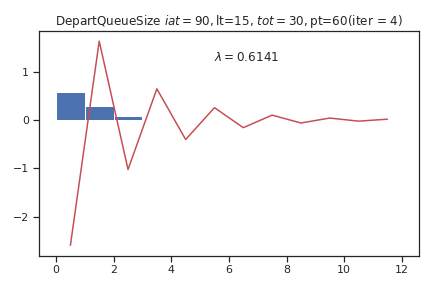 DepartQueueSize iat = 90, lt=15, tot = 30, pt=60(iter = 4)
λ = 0.6141
1
0
−1
−2
0 2 4 6 8 10 12